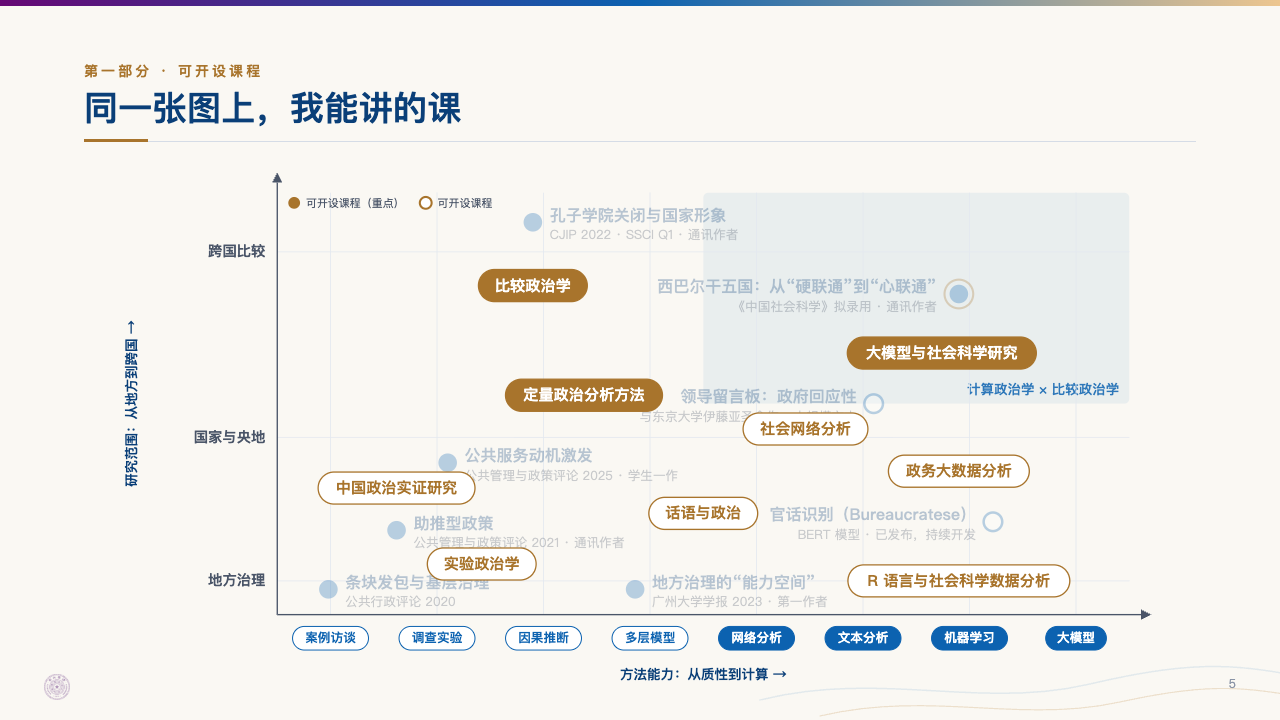 第一部分 · 可开设课程
同一张图上，我能讲的课
可开设课程（重点）
可开设课程
孔子学院关闭与国家形象
CJIP 2022 · SSCI Q1 · 通讯作者
跨国比较
比较政治学
西巴尔干五国：从“硬联通”到“心联通”
《中国社会科学》拟录用 · 通讯作者
大模型与社会科学研究
计算政治学 × 比较政治学
定量政治分析方法
领导留言板：政府回应性
与东京大学伊藤亚圣
社会网络分析
国家与央地
研究范围：从地方到跨国 →
公共服务动机激发
公共管理与政策评论 2025 · 学生一作
政务大数据分析
中国政治实证研究
话语与政治
官话识别（Bureaucratese）
BERT 模型 · 已发布，持续开发
助推型政策
公共管理与政策评论 2021 · 通讯作者
实验政治学
地方治理
条块发包与基层治理
公共行政评论 2020
地方治理的“能力空间”
广州大学学报 2023 · 第一作者
R 语言与社会科学数据分析
案例访谈
调查实验
因果推断
多层模型
网络分析
文本分析
机器学习
大模型
方法能力：从质性到计算 →
5